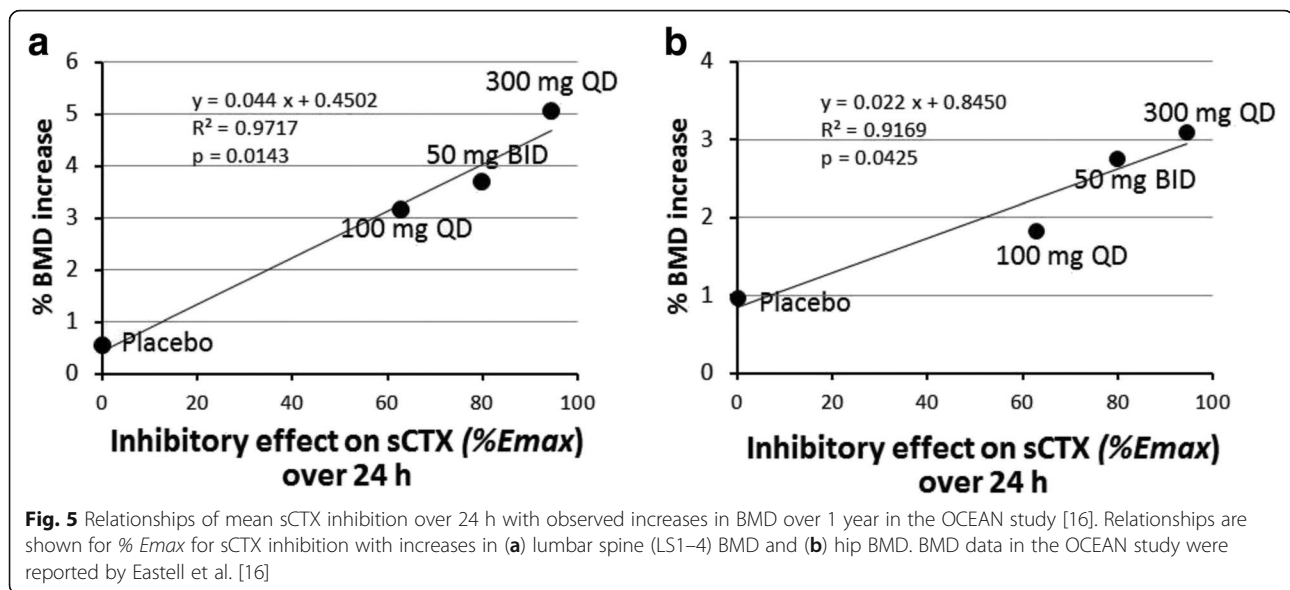 a
% BMD increase
6
5
4
3
2
1
0
y = 0.044 x + 0.4502
R² = 0.9717
p = 0.0143
300 mg QD
50 mg BID
100 mg QD
Placebo
0 20 40 60 80 100
Inhibitory effect on sCTX (%Emax)
over 24 h
b
% BMD increase
4
3
2
1
0
y = 0.022 x + 0.8450
R² = 0.9169
p = 0.0425
300 mg QD
50 mg BID
100 mg QD
Placebo
0 20 40 60 80 100
Inhibitory effect on sCTX (%Emax)
over 24 h
Fig. 5 Relationships of mean sCTX inhibition over 24 h with observed increases in BMD over 1 year in the OCEAN study [16]. Relationships are
shown for % Emax for sCTX inhibition with increases in (a) lumbar spine (LS1–4) BMD and (b) hip BMD. BMD data in the OCEAN study were
reported by Eastell et al. [16]